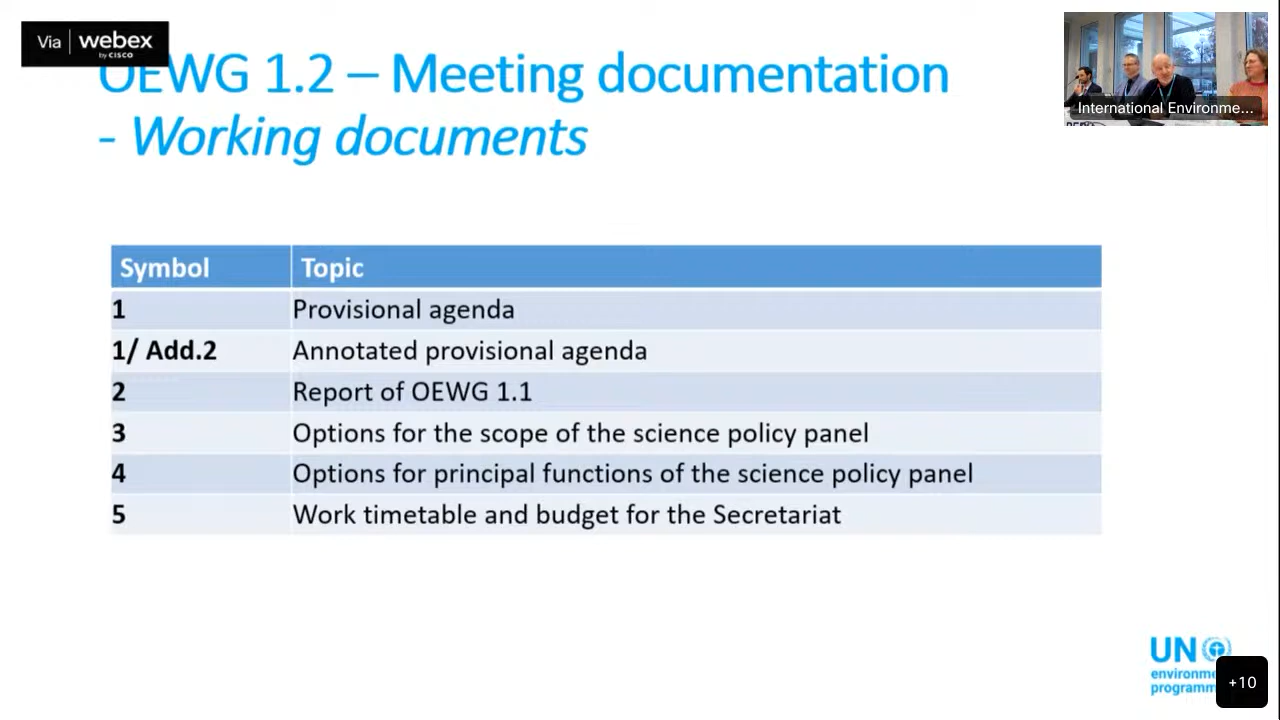 Via webex
by CISCO
OEWG 1.2 – Meeting documentation
- Working documents
International Environme...
Symbol Topic
1 Provisional agenda
1/ Add.2 Annotated provisional agenda
2 Report of OEWG 1.1
3 Options for the scope of the science policy panel
4 Options for principal functions of the science policy panel
5 Work timetable and budget for the Secretariat
UN
environme
programm
+10